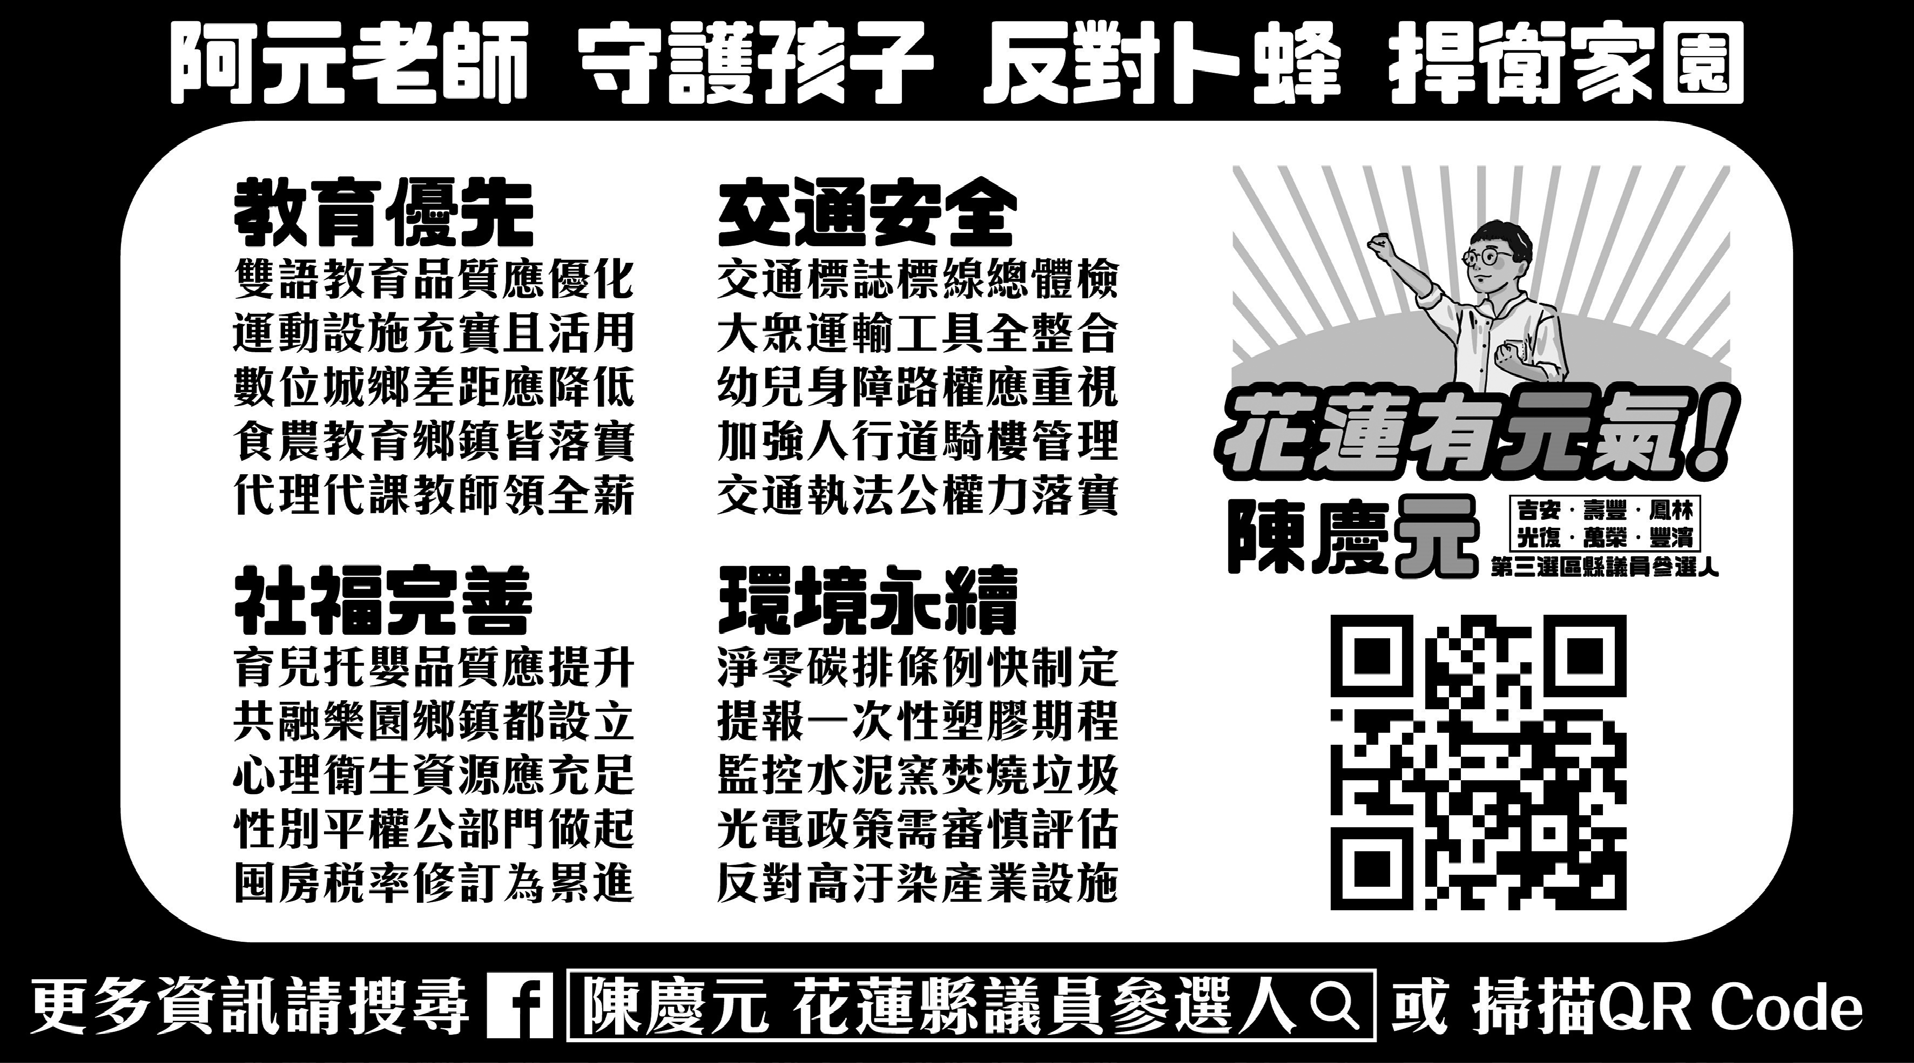 阿元老師 守護孩子 反對卜蜂 捍衛家園
教育優先
雙語教育品質應優化
運動設施充實且活用
數位城鄉差距應降低
食農教育鄉鎮皆落實
代理代課教師領全薪
交通安全
交通標誌標線總體檢
大眾運輸工具全整合
幼兒身障路權應重視
加強人行道騎樓管理
交通執法公權力落實
社福完善
育兒托嬰品質應提升
共融樂園鄉鎮都設立
心理衛生資源應充足
性別平權公部門做起
囤房稅率修訂為累進
環境永續
淨零碳排條例快制定
提報一次性塑膠期程
監控水泥窯焚燒垃圾
光電政策需審慎評估
反對高汙染產業設施
花蓮有元氣!
陳慶元
吉安·壽豐·鳳林
光復·萬榮·豐濱
第三選區縣議員參選人
更多資訊請搜尋 f 陳慶元 花蓮縣議員參選人 或 掃描QR Code